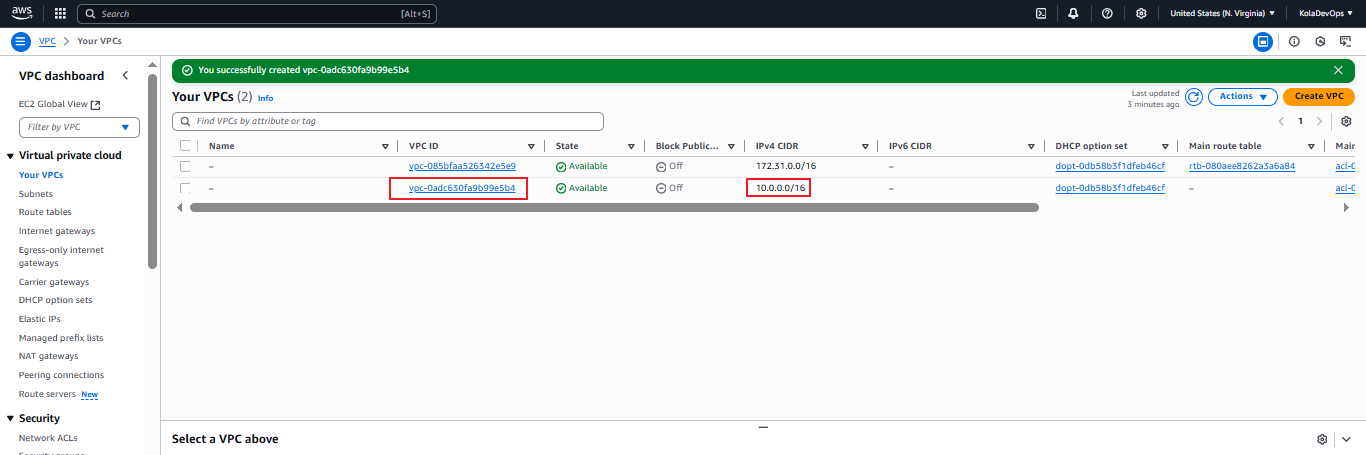 aws Search [Alt+S] United States (N. Virginia) KolaDevOps
VPC > Your VPCs
VPC dashboard
EC2 Global View
Filter by VPC
Virtual private cloud
Your VPCs
Subnets
Route tables
Internet gateways
Egress-only internet
gateways
Carrier gateways
DHCP option sets
Elastic IPs
Managed prefix lists
NAT gateways
Peering connections
Route servers New
Security
Network ACLs
You successfully created vpc-0adc630fa9b99e5b4
Your VPCs (2) Info
Last updated
3 minutes ago
Actions
Create VPC
Find VPCs by attribute or tag
1
Name VPC ID State Block Public... IPv4 CIDR IPv6 CIDR DHCP option set Main route table Main
– vpc-085bfaa526342e5e9 Available Off 172.31.0.0/16 – dopt-0db58b3f1dfeb46cf rtb-080aee8262a3a6a84 acl-0
– vpc-0adc630fa9b99e5b4 Available Off 10.0.0.0/16 – dopt-0db58b3f1dfeb46cf – acl-0
Select a VPC above